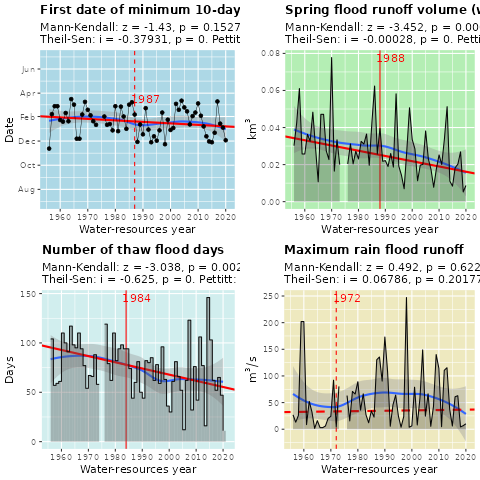 First date of minimum 10-day
Mann-Kendall: z = -1.43, p = 0.1527
Theil-Sen: i = -0.37931, p = 0. Pettit
1987
Jun
Apr
Feb
Dec
Oct
Aug
Date
1960 1970 1980 1990 2000 2010 2020
Water-resources year
Spring flood runoff volume (w
Mann-Kendall: z = -3.452, p = 0.00
Theil-Sen: i = -0.00028, p = 0. Pet
1988
0.08
0.06
0.04
0.02
0.00
km³
1960 1970 1980 1990 2000 2010 2020
Water-resources year
Number of thaw flood days
Mann-Kendall: z = -3.038, p = 0.002
Theil-Sen: i = -0.625, p = 0. Pettitt:
1984
150
100
50
0
Days
1960 1970 1980 1990 2000 2010 2020
Water-resources year
Maximum rain flood runoff
Mann-Kendall: z = 0.492, p = 0.622
Theil-Sen: i = 0.06786, p = 0.20177
1972
250
200
150
100
50
0
m³/s
1960 1970 1980 1990 2000 2010 2020
Water-resources year